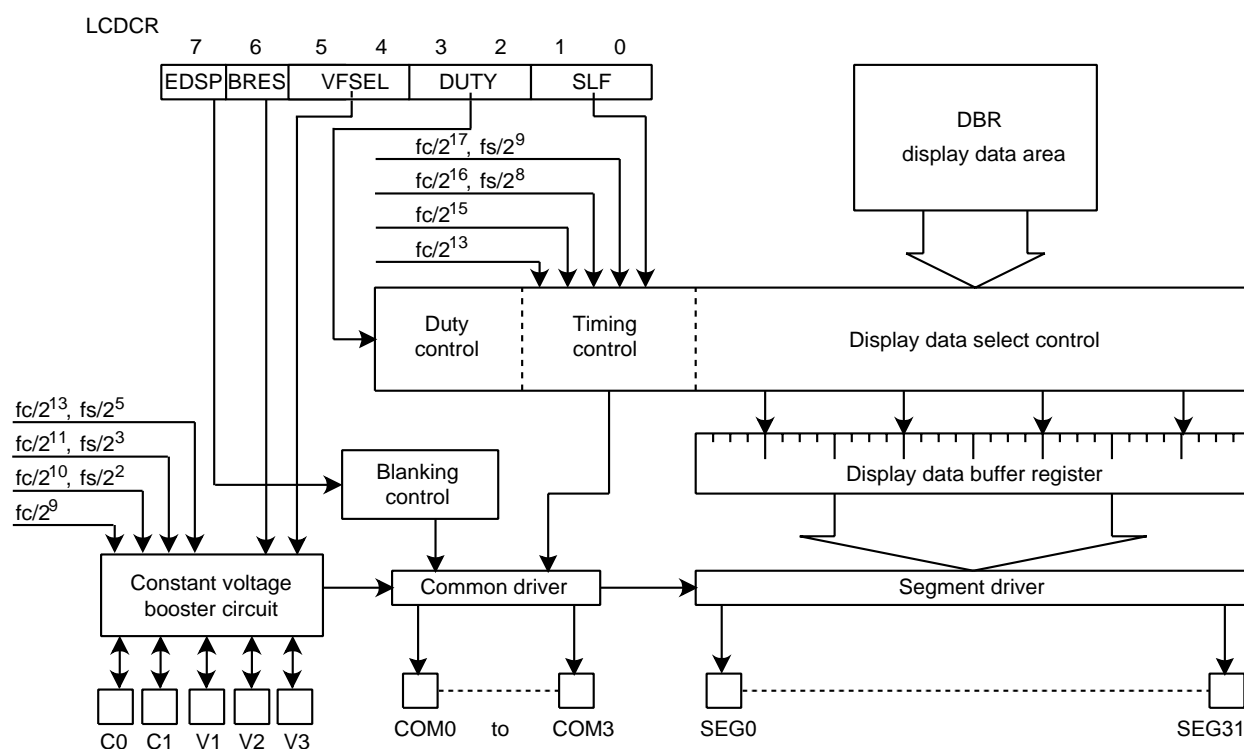 LCDCR
7 6 5 4 3 2 1 0
EDSP BRES VFSEL DUTY SLF
DBR
display data area
fc/2^17, fs/2^9
fc/2^16, fs/2^8
fc/2^15
fc/2^13
Duty
control
Timing
control
Display data select control
fc/2^13, fs/2^5
fc/2^11, fs/2^3
fc/2^10, fs/2^2
fc/2^9
Blanking
control
Display data buffer register
Constant voltage
booster circuit
Common driver
Segment driver
C0 C1 V1 V2 V3
COM0 to COM3
SEG0 SEG31